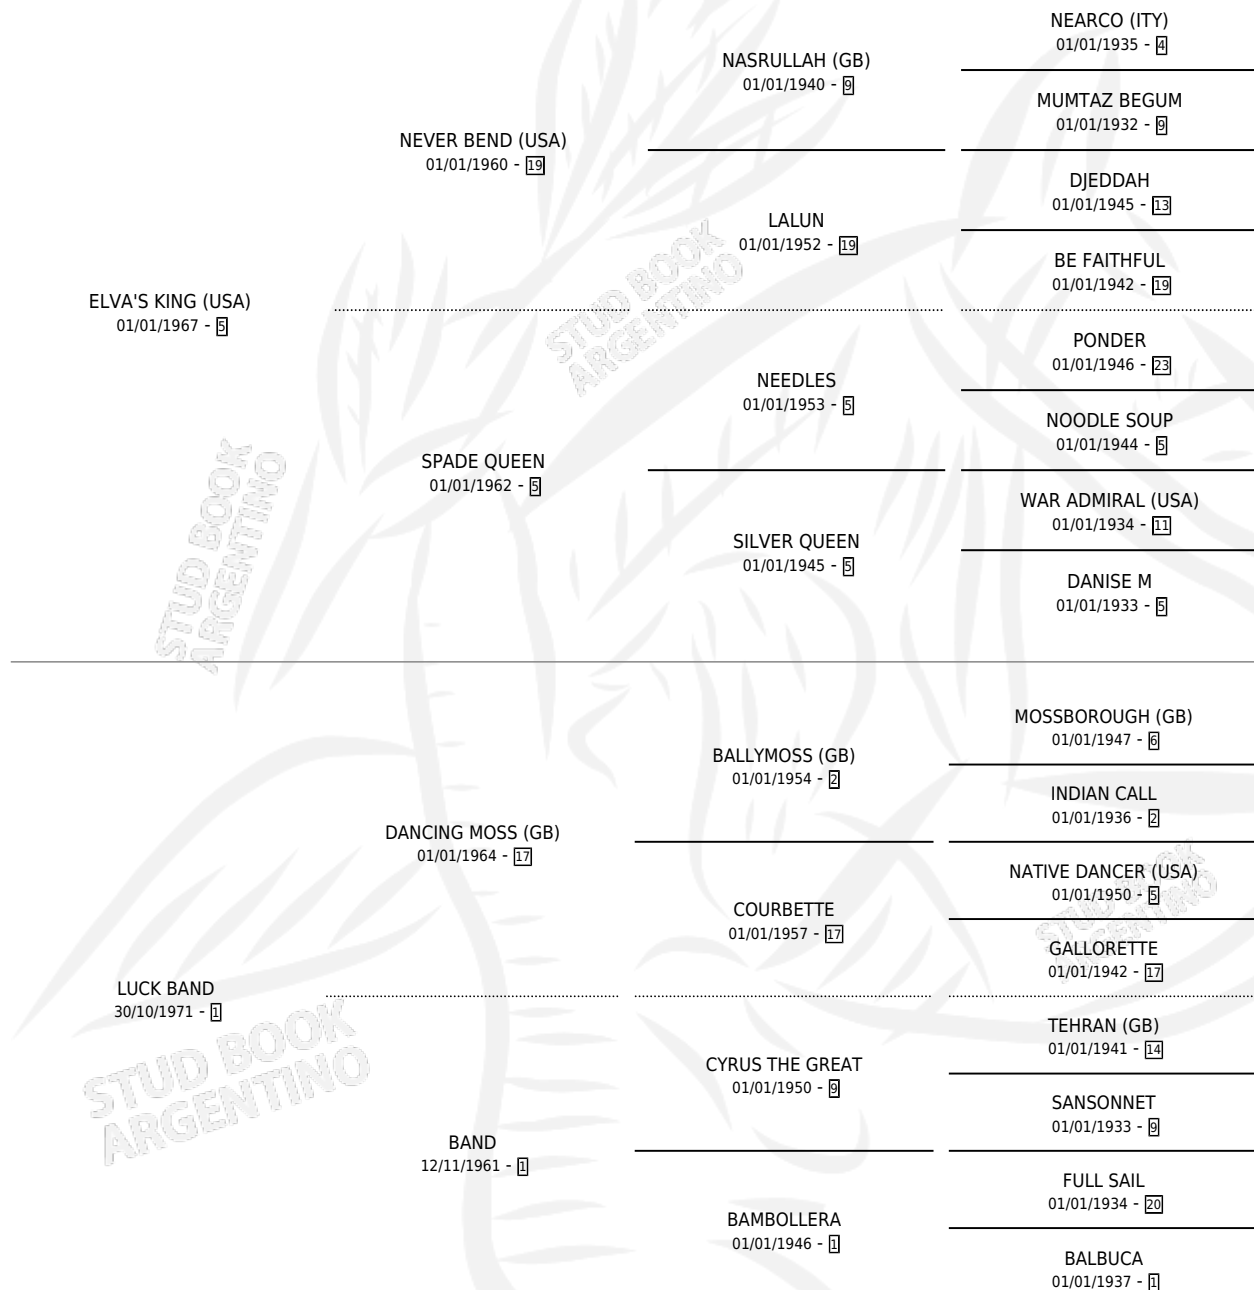 NEARCO (ITY)
01/01/1935 - 4
NASRULLAH (GB)
01/01/1940 - 9
MUMTAZ BEGUM
01/01/1932 - 9
NEVER BEND (USA)
01/01/1960 - 19
DJEDDAH
01/01/1945 - 13
LALUN
01/01/1952 - 19
BE FAITHFUL
01/01/1942 - 19
ELVA'S KING (USA)
01/01/1967 - 5
PONDER
01/01/1946 - 23
NEEDLES
01/01/1953 - 5
NOODLE SOUP
01/01/1944 - 5
SPADE QUEEN
01/01/1962 - 5
WAR ADMIRAL (USA)
01/01/1934 - 11
SILVER QUEEN
01/01/1945 - 5
DANISE M
01/01/1933 - 5
MOSSBOROUGH (GB)
01/01/1947 - 6
BALLYMOSS (GB)
01/01/1954 - 2
INDIAN CALL
01/01/1936 - 2
DANCING MOSS (GB)
01/01/1964 - 17
NATIVE DANCER (USA)
01/01/1950 - 5
COURBETTE
01/01/1957 - 17
GALLORETTE
01/01/1942 - 17
LUCK BAND
30/10/1971 - 1
TEHRAN (GB)
01/01/1941 - 14
CYRUS THE GREAT
01/01/1950 - 9
SANSONNET
01/01/1933 - 9
BAND
12/11/1961 - 1
FULL SAIL
01/01/1934 - 20
BAMBOLLERA
01/01/1946 - 1
BALBUCA
01/01/1937 - 1
STUD BOOK
ARGENTINO
STUD BOOK
ARGENTINO
STUD BOOK
ARGENTINO
STUD BOOK
ARGENTINO